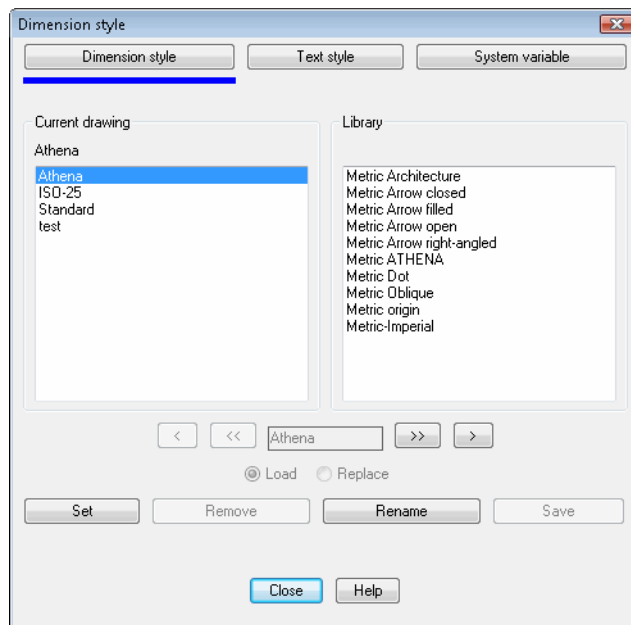 Dimension style
Dimension style Text style System variable
Current drawing
Athena
Athena
ISO-25
Standard
test
Library
Metric Architecture
Metric Arrow closed
Metric Arrow filled
Metric Arrow open
Metric Arrow right-angled
Metric ATHENA
Metric Dot
Metric Oblique
Metric origin
Metric-Imperial
< << Athena >> >
Load Replace
Set Remove Rename Save
Close Help